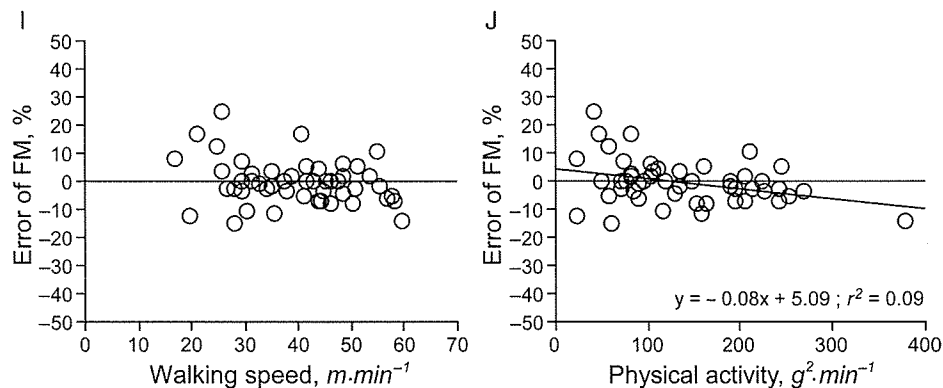 I
Error of FM, %
50
40
30
20
10
0
−10
−20
−30
−40
−50
0 10 20 30 40 50 60 70
Walking speed, m·min⁻¹
J
Error of FM, %
50
40
30
20
10
0
−10
−20
−30
−40
−50
y = − 0.08x + 5.09 ; r² = 0.09
0 100 200 300 400
Physical activity, g²·min⁻¹